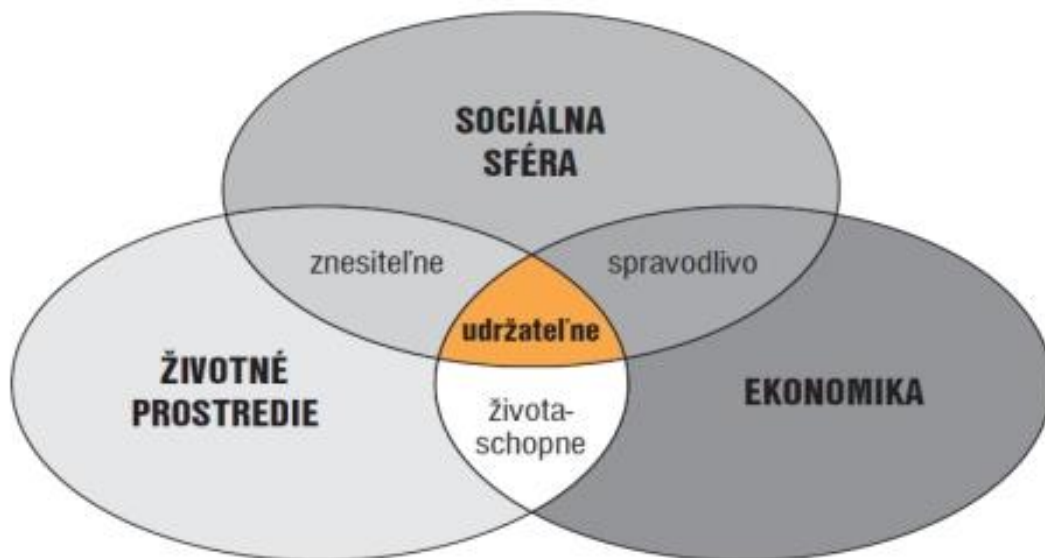 SOCIÁLNA
SFÉRA
znesiteľne
spravodlivo
udržateľne
ŽIVOTNÉ
PROSTREDIE
EKONOMIKA
života-
schopne